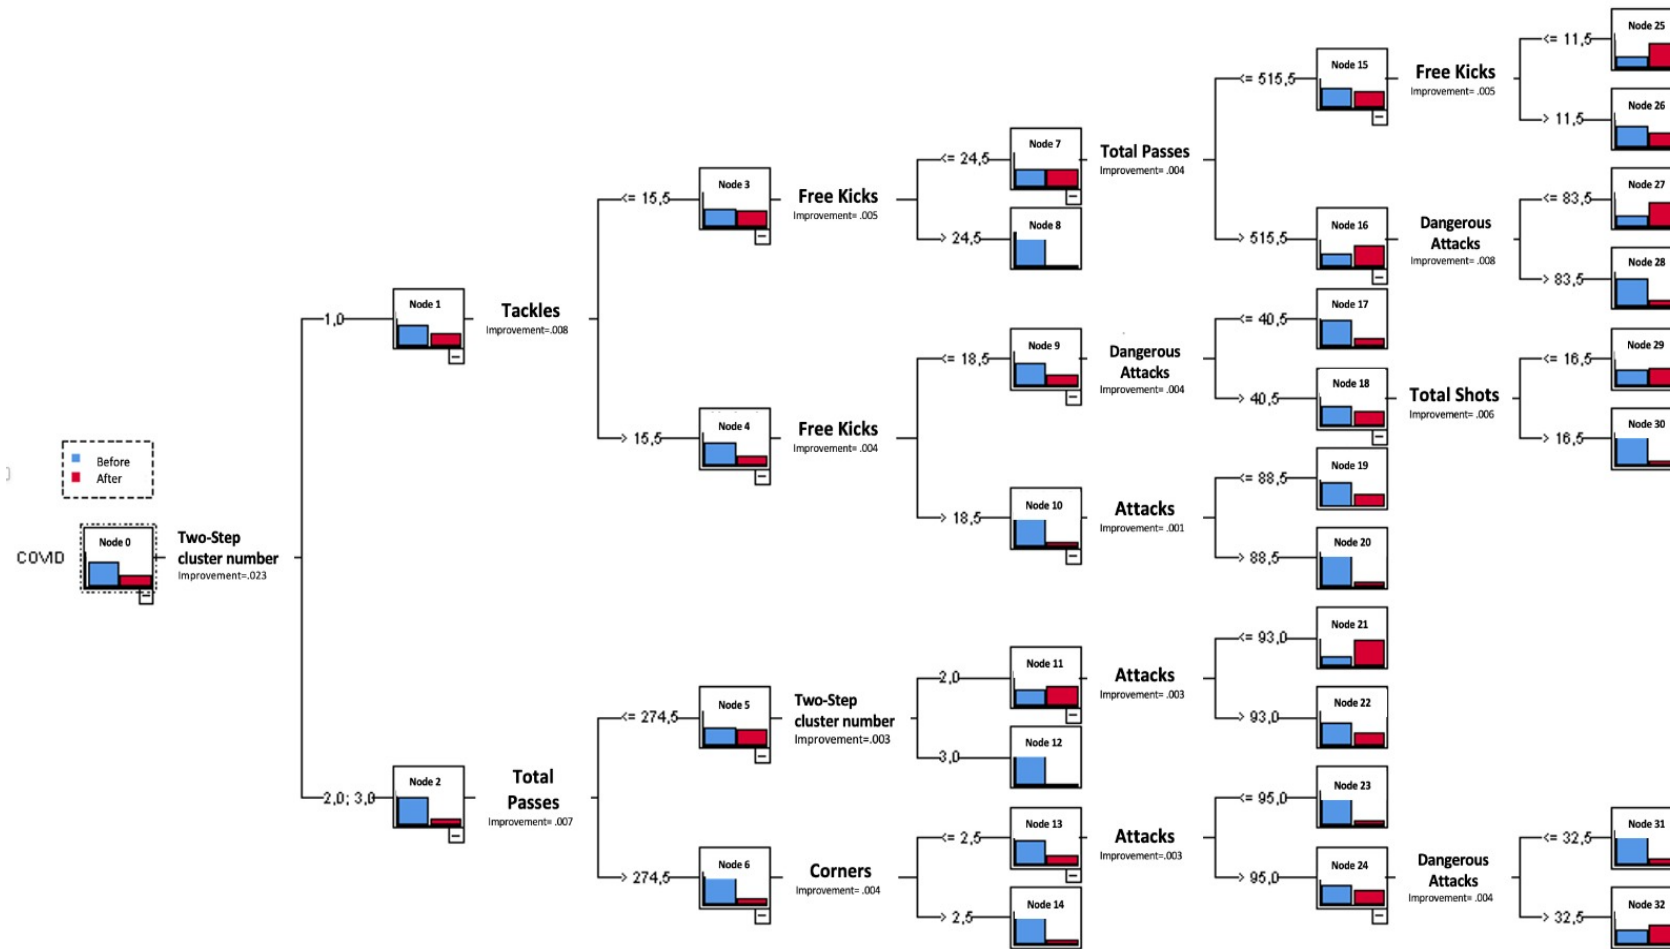 Before
After
COVID
Node 0
Two-Step
cluster number
Improvement=.023
1,0
2,0; 3,0
Node 1
Tackles
Improvement=.008
Node 2
Total
Passes
Improvement= .007
<= 15,5
> 15,5
<= 274,5
> 274,5
Node 3
Free Kicks
Improvement= .005
Node 4
Free Kicks
Improvement= .004
Node 5
Two-Step
cluster number
Improvement=.003
Node 6
Corners
Improvement= .004
<= 24,5
> 24,5
<= 18,5
> 18,5
2,0
3,0
<= 2,5
> 2,5
Node 7
Total Passes
Improvement= .004
Node 8
Node 9
Dangerous
Attacks
Improvement= .004
Node 10
Attacks
Improvement= .001
Node 11
Attacks
Improvement= .003
Node 12
Node 13
Attacks
Improvement=.003
Node 14
<= 515,5
> 515,5
<= 40,5
> 40,5
<= 88,5
> 88,5
<= 93,0
> 93,0
<= 95,0
> 95,0
Node 15
Free Kicks
Improvement= .005
Node 16
Dangerous
Attacks
Improvement= .008
Node 17
Node 18
Total Shots
Improvement= .006
Node 19
Node 20
Node 21
Node 22
Node 23
Node 24
Dangerous
Attacks
Improvement= .004
<= 11,5
> 11,5
<= 83,5
> 83,5
<= 16,5
> 16,5
<= 32,5
> 32,5
Node 25
Node 26
Node 27
Node 28
Node 29
Node 30
Node 31
Node 32